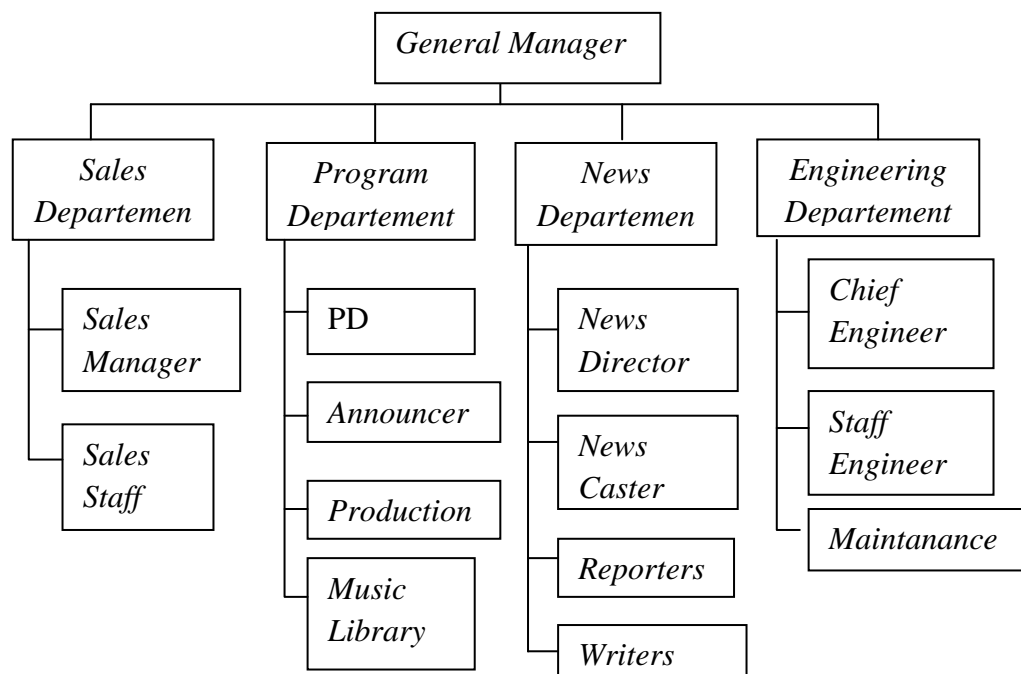 General Manager
Sales
Departemen
Program
Departement
News
Departemen
Engineering
Departement
Sales
Manager
Sales
Staff
PD
Announcer
Production
Music
Library
News
Director
News
Caster
Reporters
Writers
Chief
Engineer
Staff
Engineer
Maintanance